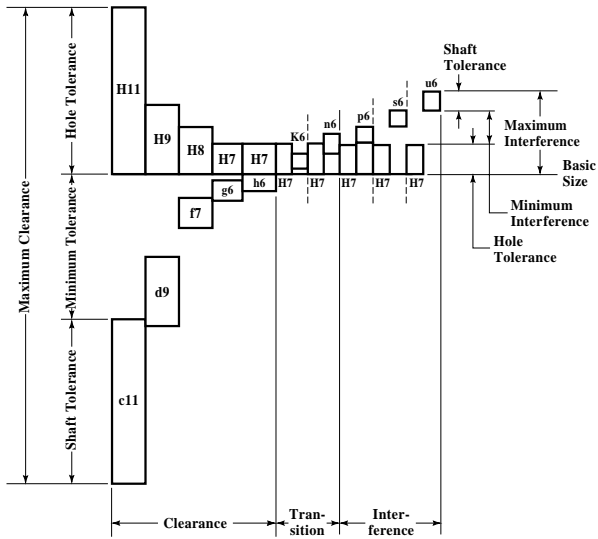 Shaft
Tolerance
u6
s6
p6
n6
K6
Maximum
Interference
Hole Tolerance
H11
H9
H8
H7
H7
Basic
Size
H7
H7
H7
H7
H7
g6
h6
f7
Minimum
Interference
Hole
Tolerance
Maximum Clearance
Minimum Tolerance
d9
c11
Shaft Tolerance
Clearance
Tran-
sition
Inter-
ference